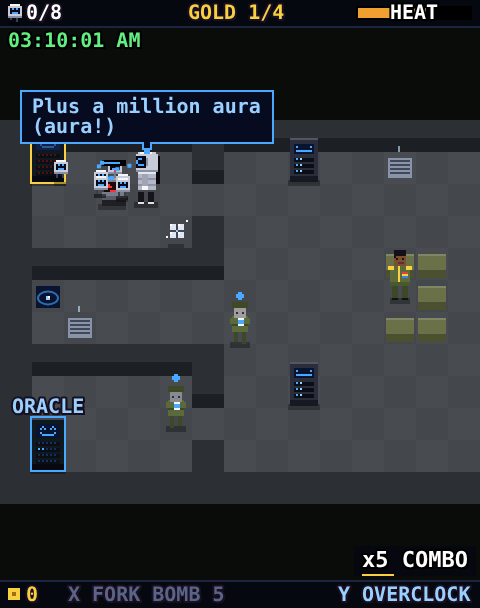 0/8 GOLD 1/4 HEAT
03:10:01 AM
Plus a million aura
(aura!)
ORACLE
x5 COMBO
0 X FORK BOMB 5 Y OVERCLOCK